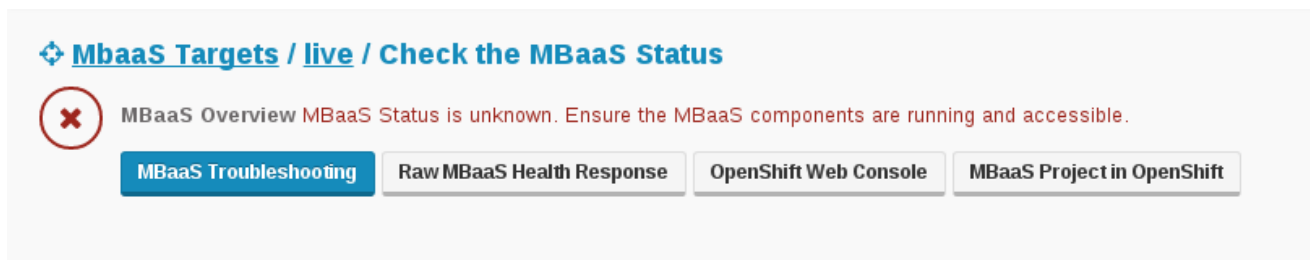 MbaaS Targets / live / Check the MBaaS Status
MBaaS Overview MBaaS Status is unknown. Ensure the MBaaS components are running and accessible.
MBaaS Troubleshooting Raw MBaaS Health Response OpenShift Web Console MBaaS Project in OpenShift